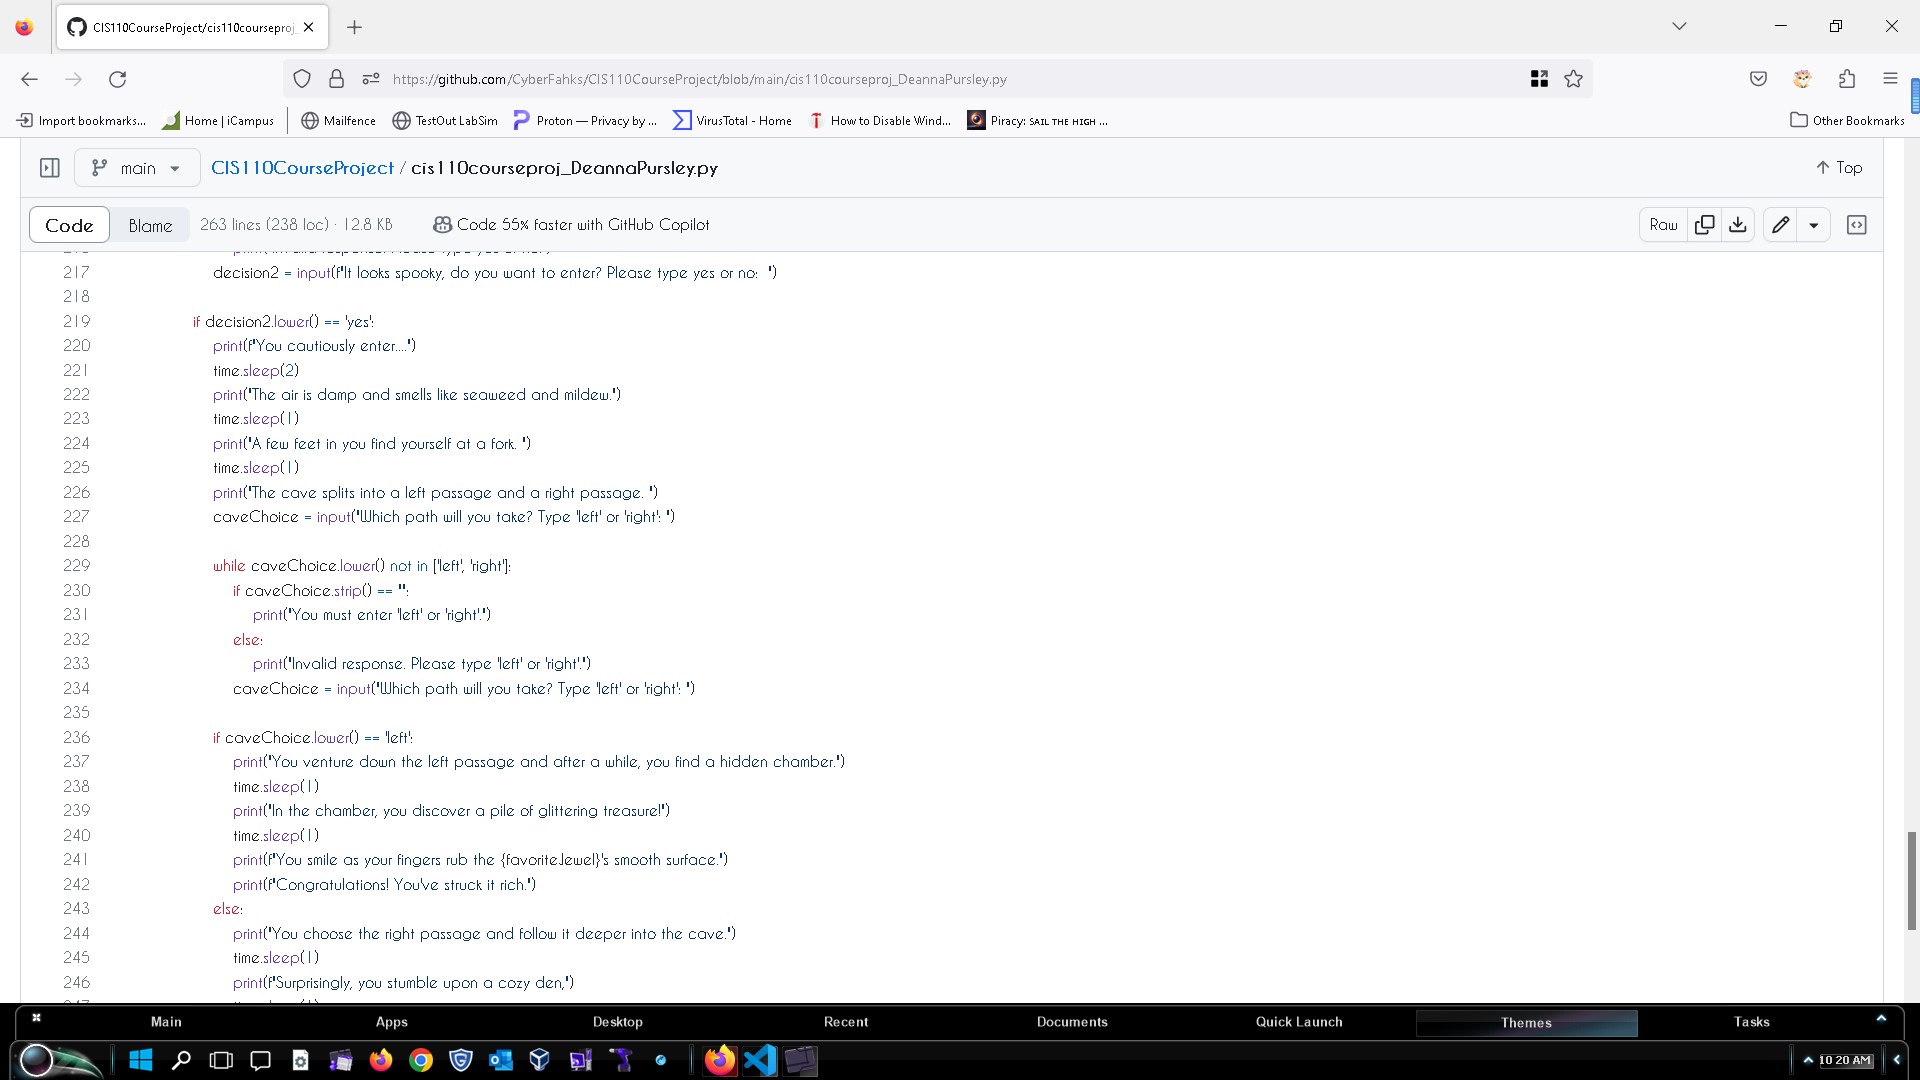 CIS110CourseProject/cis110courseproj_
https://github.com/CyberFahks/CIS110CourseProject/blob/main/cis110courseproj_DeannaPursley.py
Import bookmarks... Home | iCampus Mailfence TestOut LabSim Proton — Privacy by ... VirusTotal - Home How to Disable Wind... Piracy: SAIL THE HIGH ... Other Bookmarks
main CIS110CourseProject / cis110courseproj_DeannaPursley.py Top
Code Blame 263 lines (238 loc) · 12.8 KB Code 55% faster with GitHub Copilot Raw
217 decision2 = input(f"It looks spooky, do you want to enter? Please type yes or no:  ")
218
219 if decision2.lower() == 'yes':
220 print(f"You cautiously enter....")
221 time.sleep(2)
222 print("The air is damp and smells like seaweed and mildew.")
223 time.sleep(1)
224 print("A few feet in you find yourself at a fork. ")
225 time.sleep(1)
226 print("The cave splits into a left passage and a right passage. ")
227 caveChoice = input("Which path will you take? Type 'left' or 'right': ")
228
229 while caveChoice.lower() not in ['left', 'right']:
230 if caveChoice.strip() == "":
231 print("You must enter 'left' or 'right'.")
232 else:
233 print("Invalid response. Please type 'left' or 'right'.")
234 caveChoice = input("Which path will you take? Type 'left' or 'right': ")
235
236 if caveChoice.lower() == 'left':
237 print("You venture down the left passage and after a while, you find a hidden chamber.")
238 time.sleep(1)
239 print("In the chamber, you discover a pile of glittering treasure!")
240 time.sleep(1)
241 print(f"You smile as your fingers rub the {favoriteJewel}'s smooth surface.")
242 print(f"Congratulations! You've struck it rich.")
243 else:
244 print("You choose the right passage and follow it deeper into the cave.")
245 time.sleep(1)
246 print(f"Surprisingly, you stumble upon a cozy den,")
Main Apps Desktop Recent Documents Quick Launch Themes Tasks
10:20 AM